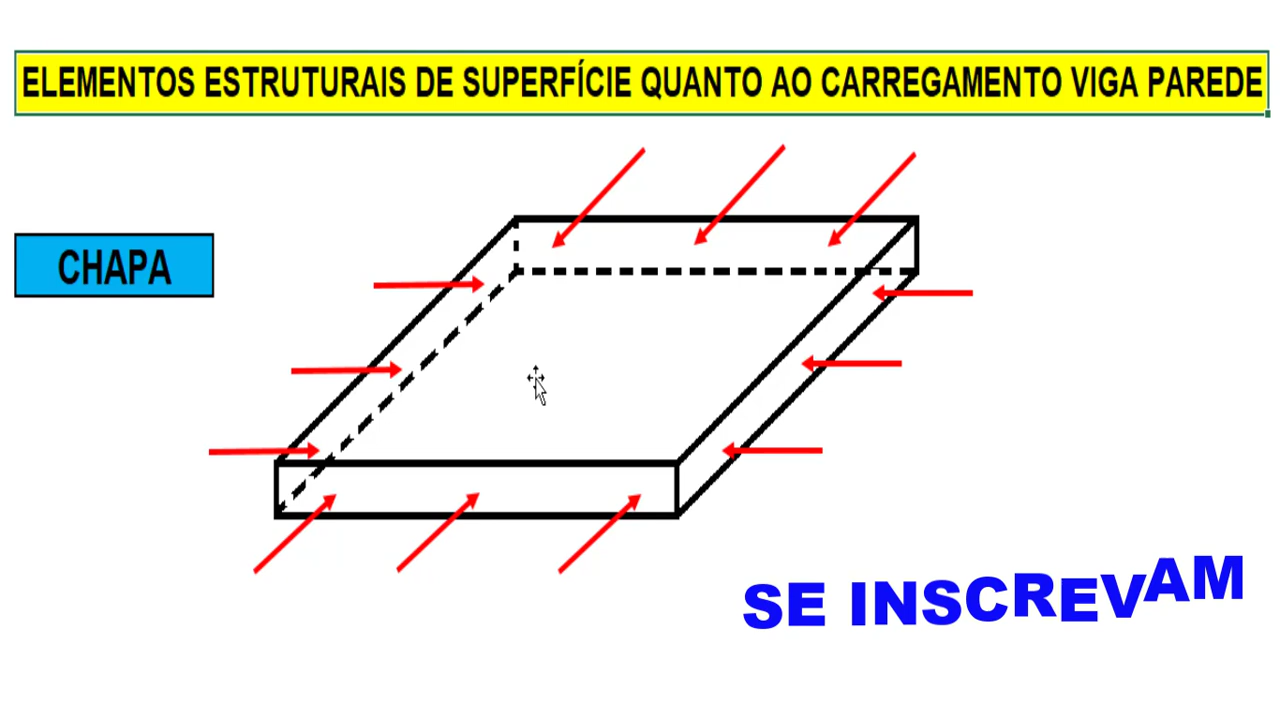 ELEMENTOS ESTRUTURAIS DE SUPERFÍCIE QUANTO AO CARREGAMENTO VIGA PAREDE
CHAPA
SE INSCREVAM